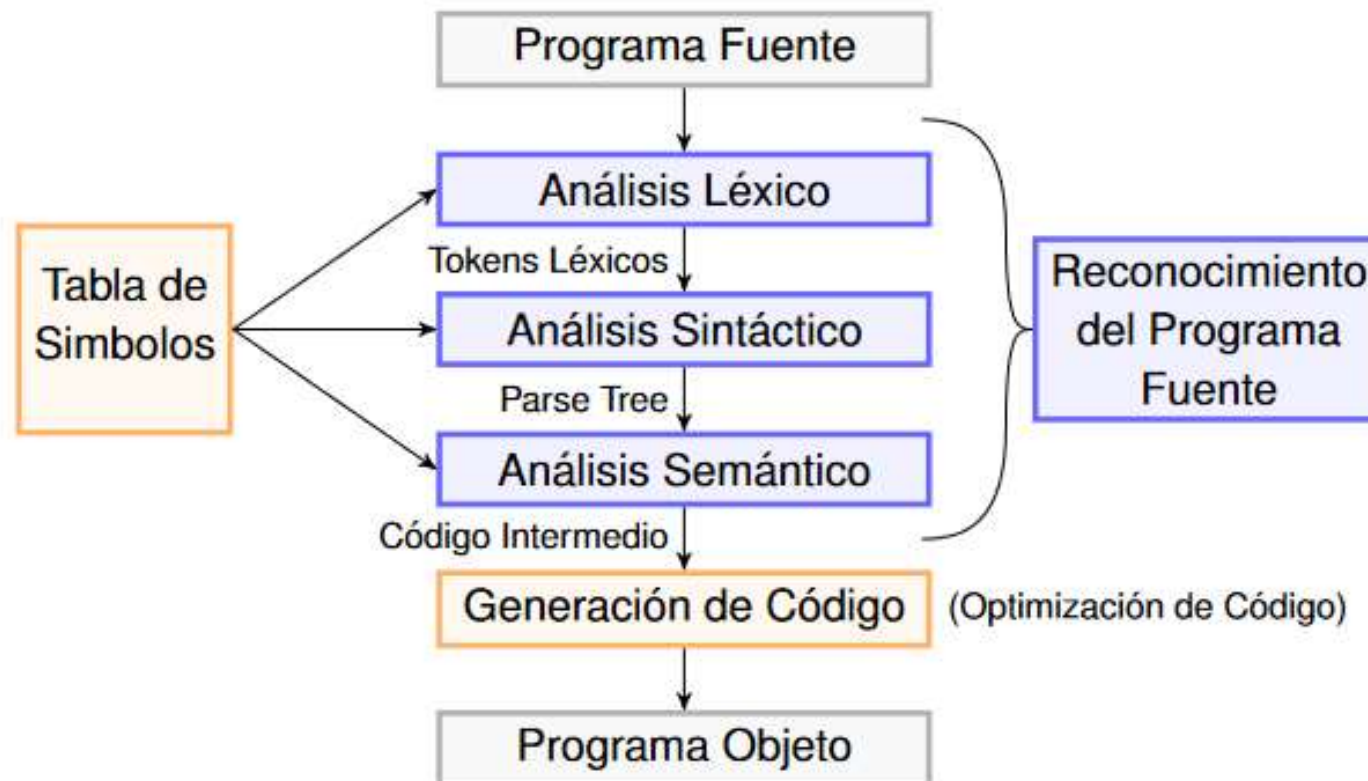 Programa Fuente
Análisis Léxico
Tokens Léxicos
Tabla de
Simbolos
Análisis Sintáctico
Reconocimiento
del Programa
Fuente
Parse Tree
Análisis Semántico
Código Intermedio
Generación de Código
(Optimización de Código)
Programa Objeto